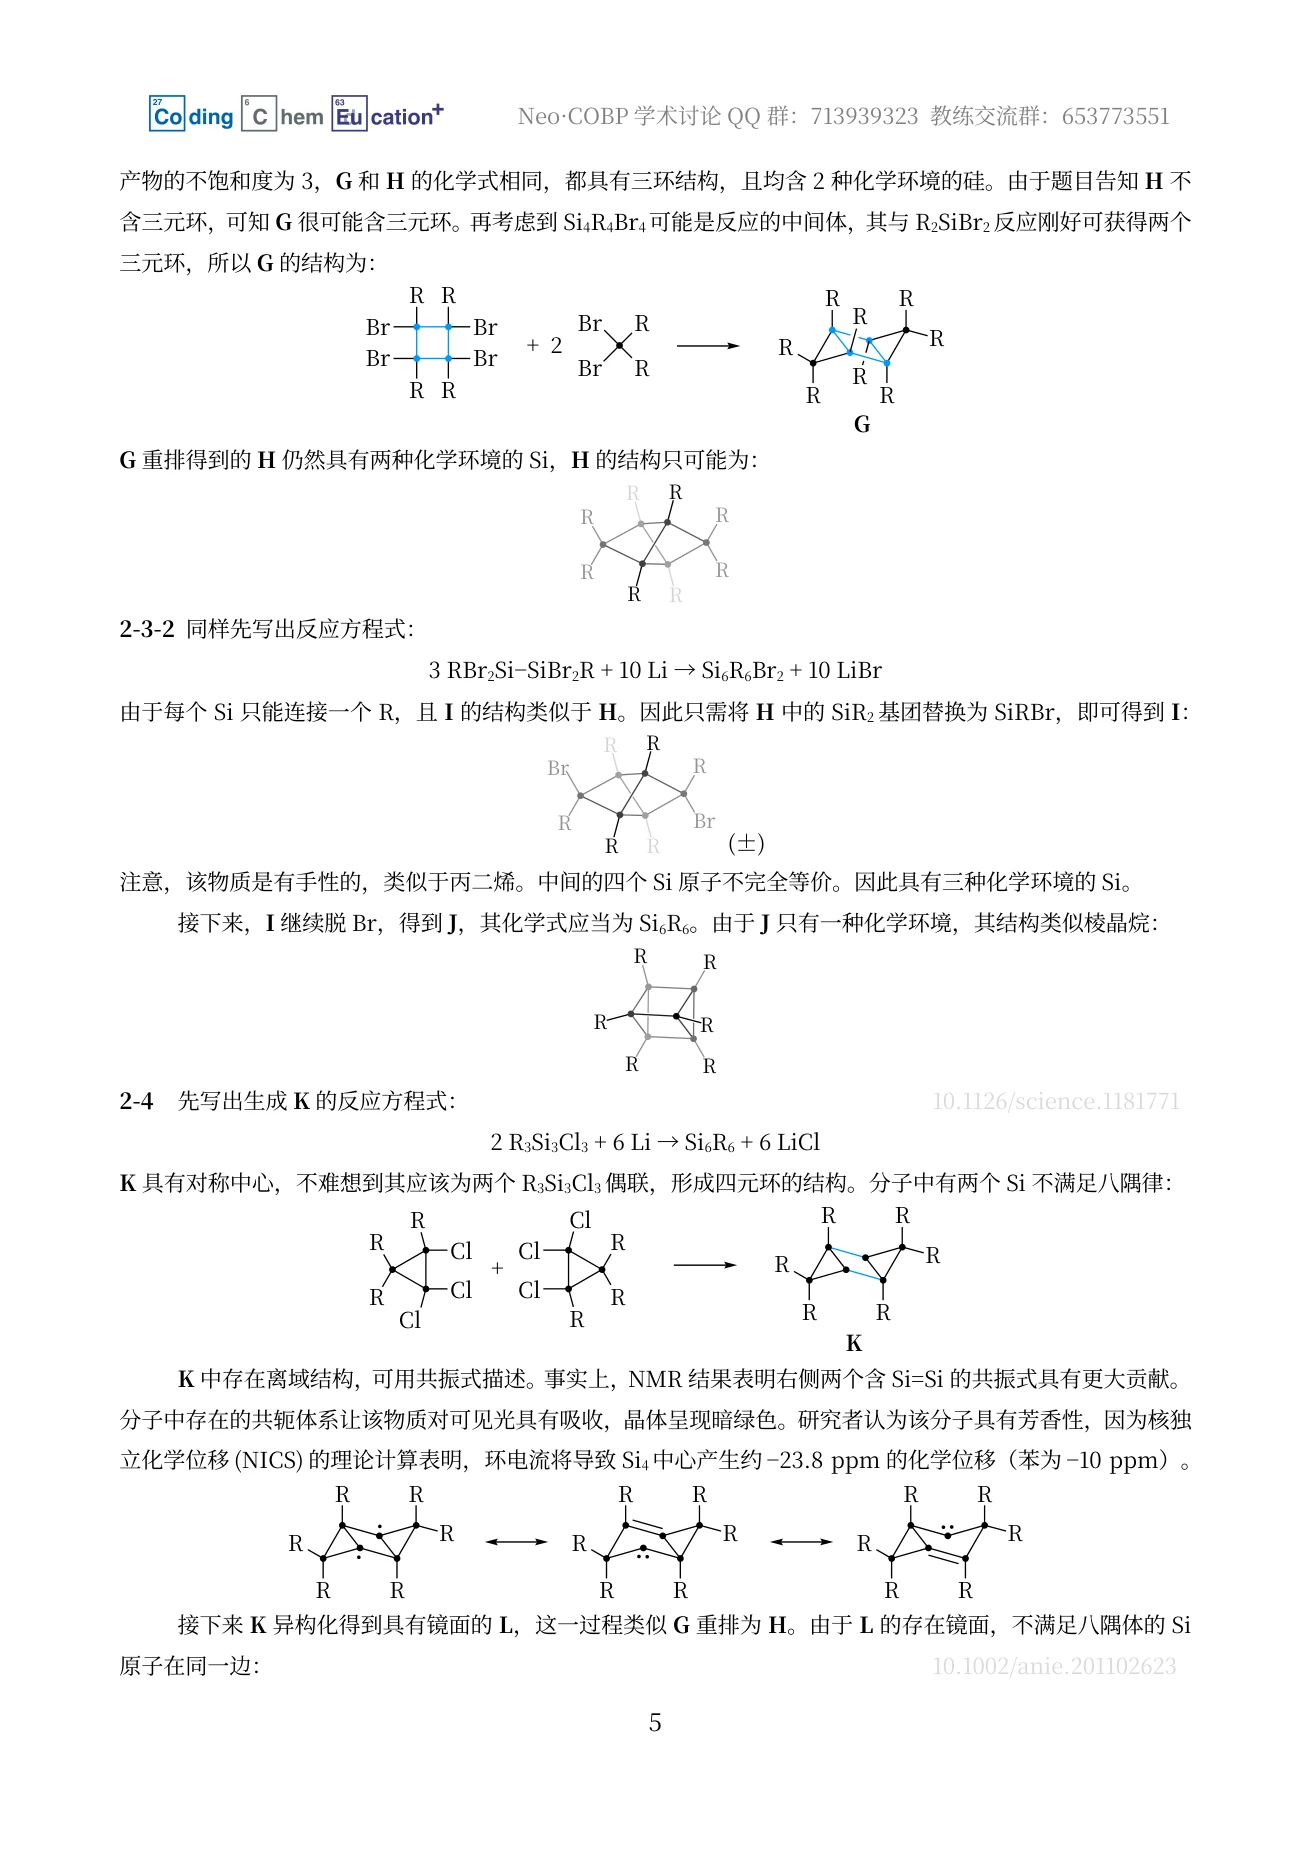 27 Co ding 6 C hem 63 Eu cation+ Neo·COBP 学术讨论 QQ 群：713939323 教练交流群：653773551
产物的不饱和度为 3，G 和 H 的化学式相同，都具有三环结构，且均含 2 种化学环境的硅。由于题目告知 H 不
含三元环，可知 G 很可能含三元环。再考虑到 Si₄R₄Br₄ 可能是反应的中间体，其与 R₂SiBr₂ 反应刚好可获得两个
三元环，所以 G 的结构为：
R R R R
Br Br Br R R
Br Br + 2 R R
R R Br R R R R
G
G 重排得到的 H 仍然具有两种化学环境的 Si，H 的结构只可能为：
R R
R R
R R
R R
2-3-2 同样先写出反应方程式：
3 RBr₂Si–SiBr₂R + 10 Li → Si₆R₆Br₂ + 10 LiBr
由于每个 Si 只能连接一个 R，且 I 的结构类似于 H。因此只需将 H 中的 SiR₂ 基团替换为 SiRBr，即可得到 I：
R R
Br R
R Br
R R (±)
注意，该物质是有手性的，类似于丙二烯。中间的四个 Si 原子不完全等价。因此具有三种化学环境的 Si。
接下来，I 继续脱 Br，得到 J，其化学式应当为 Si₆R₆。由于 J 只有一种化学环境，其结构类似棱晶烷：
R R
R R
R R
2-4 先写出生成 K 的反应方程式： 10.1126/science.1181771
2 R₃Si₃Cl₃ + 6 Li → Si₆R₆ + 6 LiCl
K 具有对称中心，不难想到其应该为两个 R₃Si₃Cl₃ 偶联，形成四元环的结构。分子中有两个 Si 不满足八隅律：
R Cl R R
R Cl Cl R R
+ R
R Cl Cl R
Cl R R R
K
K 中存在离域结构，可用共振式描述。事实上，NMR 结果表明右侧两个含 Si=Si 的共振式具有更大贡献。
分子中存在的共轭体系让该物质对可见光具有吸收，晶体呈现暗绿色。研究者认为该分子具有芳香性，因为核独
立化学位移 (NICS) 的理论计算表明，环电流将导致 Si₄ 中心产生约 −23.8 ppm 的化学位移（苯为 −10 ppm）。
R R R R R R
R R R R R R
R R R R R R
接下来 K 异构化得到具有镜面的 L，这一过程类似 G 重排为 H。由于 L 的存在镜面，不满足八隅体的 Si
原子在同一边： 10.1002/anie.201102623
5